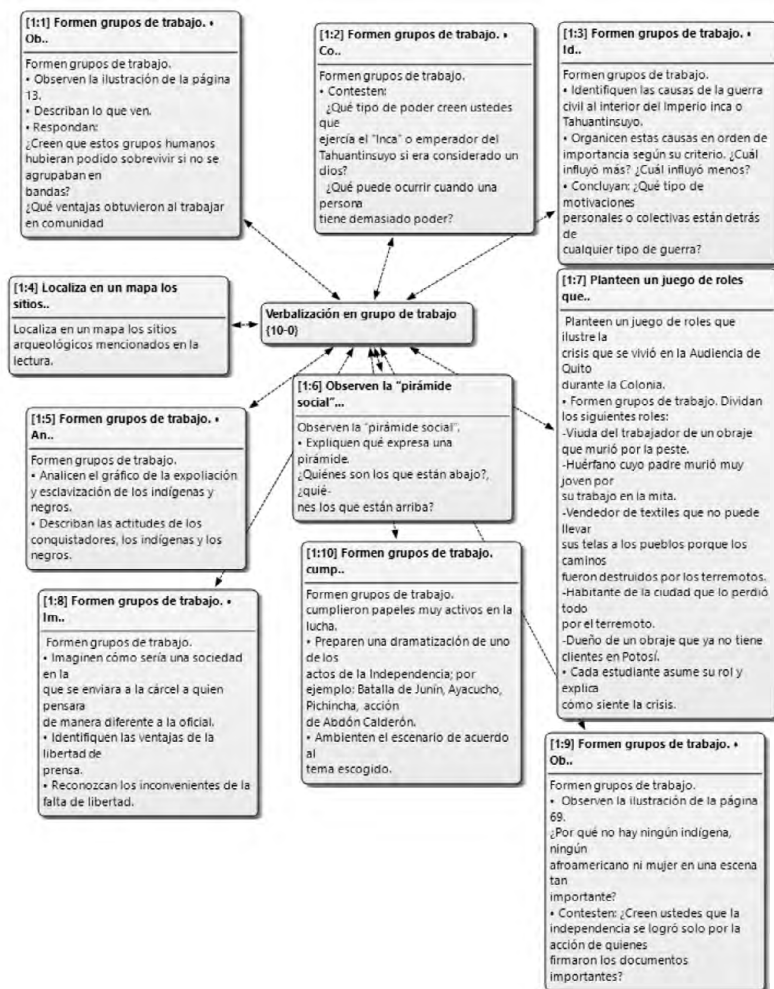 [1:1] Formen grupos de trabajo. •
Ob..
Formen grupos de trabajo.
• Observen la ilustración de la página
13.
• Describan lo que ven.
• Respondan:
¿Creen que estos grupos humanos
hubieran podido sobrevivir si no se
agrupaban en
bandas?
¿Qué ventajas obtuvieron al trabajar
en comunidad
[1:2] Formen grupos de trabajo. •
Co..
Formen grupos de trabajo.
• Contesten:
¿Qué tipo de poder creen ustedes
que
ejercía el "Inca" o emperador del
Tahuantinsuyo si era considerado un
dios?
¿Qué puede ocurrir cuando una
persona
tiene demasiado poder?
[1:3] Formen grupos de trabajo. •
Id..
Formen grupos de trabajo.
• Identifiquen las causas de la guerra
civil al interior del Imperio inca o
Tahuantinsuyo.
• Organicen estas causas en orden de
importancia según su criterio. ¿Cuál
influyó más? ¿Cuál influyó menos?
• Concluyan: ¿Qué tipo de
motivaciones
personales o colectivas están detrás
de
cualquier tipo de guerra?
[1:4] Localiza en un mapa los
sitios..
Localiza en un mapa los sitios
arqueológicos mencionados en la
lectura.
Verbalización en grupo de trabajo
{10-0}
[1:7] Planteen un juego de roles
que..
Planteen un juego de roles que
ilustre la
crisis que se vivió en la Audiencia de
Quito
durante la Colonia.
• Formen grupos de trabajo. Dividan
los siguientes roles:
-Viuda del trabajador de un obraje
que murió por la peste.
-Huérfano cuyo padre murió muy
joven por
su trabajo en la mita.
-Vendedor de textiles que no puede
llevar
sus telas a los pueblos porque los
caminos
fueron destruidos por los terremotos.
-Habitante de la ciudad que lo perdió
todo
por el terremoto.
-Dueño de un obraje que ya no tiene
clientes en Potosí.
• Cada estudiante asume su rol y
explica
cómo siente la crisis.
[1:6] Observen la "pirámide
social"...
Observen la "pirámide social".
• Expliquen qué expresa una
pirámide.
¿Quiénes son los que están abajo?,
¿quié-
nes los que están arriba?
[1:5] Formen grupos de trabajo. •
An..
Formen grupos de trabajo.
• Analicen el gráfico de la expoliación
y esclavización de los indígenas y
negros.
• Describan las actitudes de los
conquistadores, los indígenas y los
negros.
[1:10] Formen grupos de trabajo.
cump..
Formen grupos de trabajo.
cumplieron papeles muy activos en la
lucha.
• Preparen una dramatización de uno
de los
actos de la Independencia; por
ejemplo: Batalla de Junín, Ayacucho,
Pichincha, acción
de Abdón Calderón.
• Ambienten el escenario de acuerdo
al
tema escogido.
[1:8] Formen grupos de trabajo. •
Im..
Formen grupos de trabajo.
• Imaginen cómo sería una sociedad
en la
que se enviara a la cárcel a quien
pensara
de manera diferente a la oficial.
• Identifiquen las ventajas de la
libertad de
prensa.
• Reconozcan los inconvenientes de la
falta de libertad.
[1:9] Formen grupos de trabajo. •
Ob..
Formen grupos de trabajo.
• Observen la ilustración de la página
69.
¿Por qué no hay ningún indígena,
ningún
afroamericano ni mujer en una escena
tan
importante?
• Contesten: ¿Creen ustedes que la
independencia se logró solo por la
acción de quienes
firmaron los documentos
importantes?